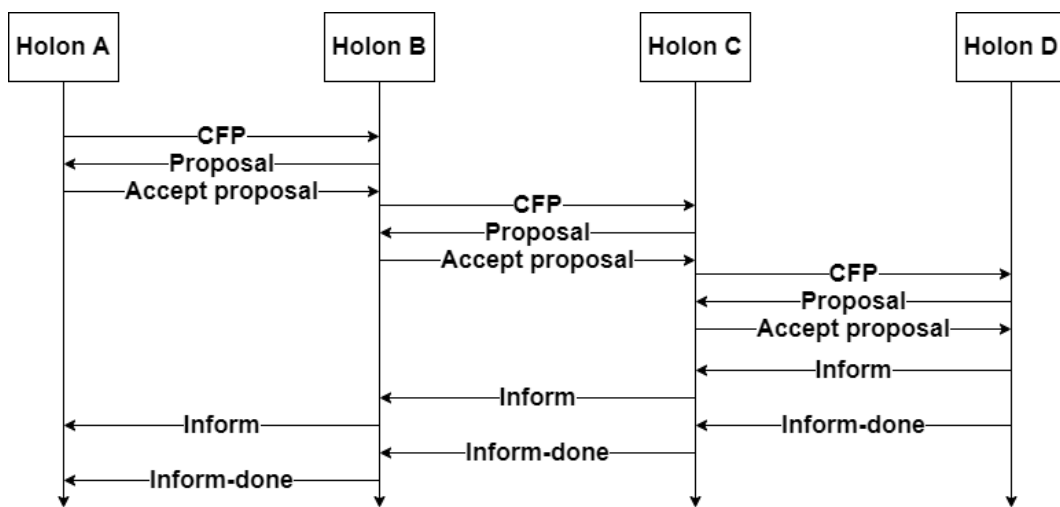 Holon A
Holon B
Holon C
Holon D
CFP
Proposal
Accept proposal
CFP
Proposal
Accept proposal
CFP
Proposal
Accept proposal
Inform
Inform
Inform
Inform-done
Inform-done
Inform-done